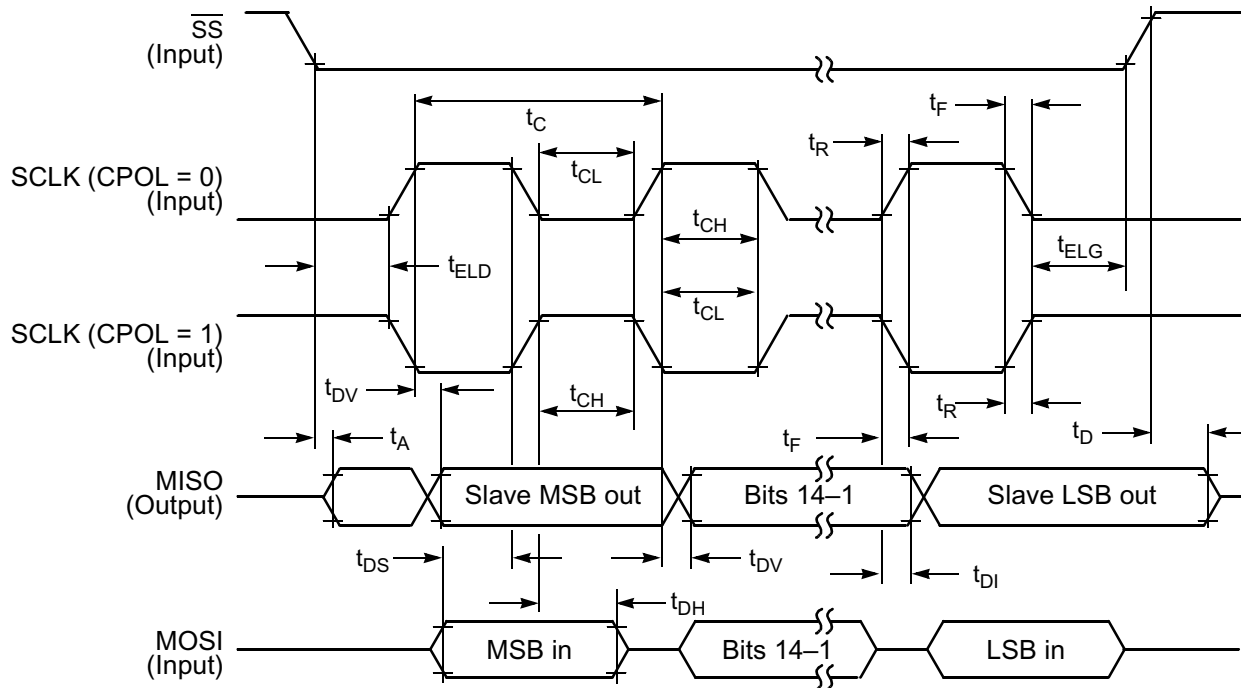 SS
(Input)
t_C
t_F
t_R
SCLK (CPOL = 0)
(Input)
t_CL
t_CH
t_ELD
t_ELG
t_CL
SCLK (CPOL = 1)
(Input)
t_DV
t_CH
t_R
t_A
t_F
t_D
MISO
(Output)
Slave MSB out
Bits 14–1
Slave LSB out
t_DS
t_DV
t_DI
t_DH
MOSI
(Input)
MSB in
Bits 14–1
LSB in